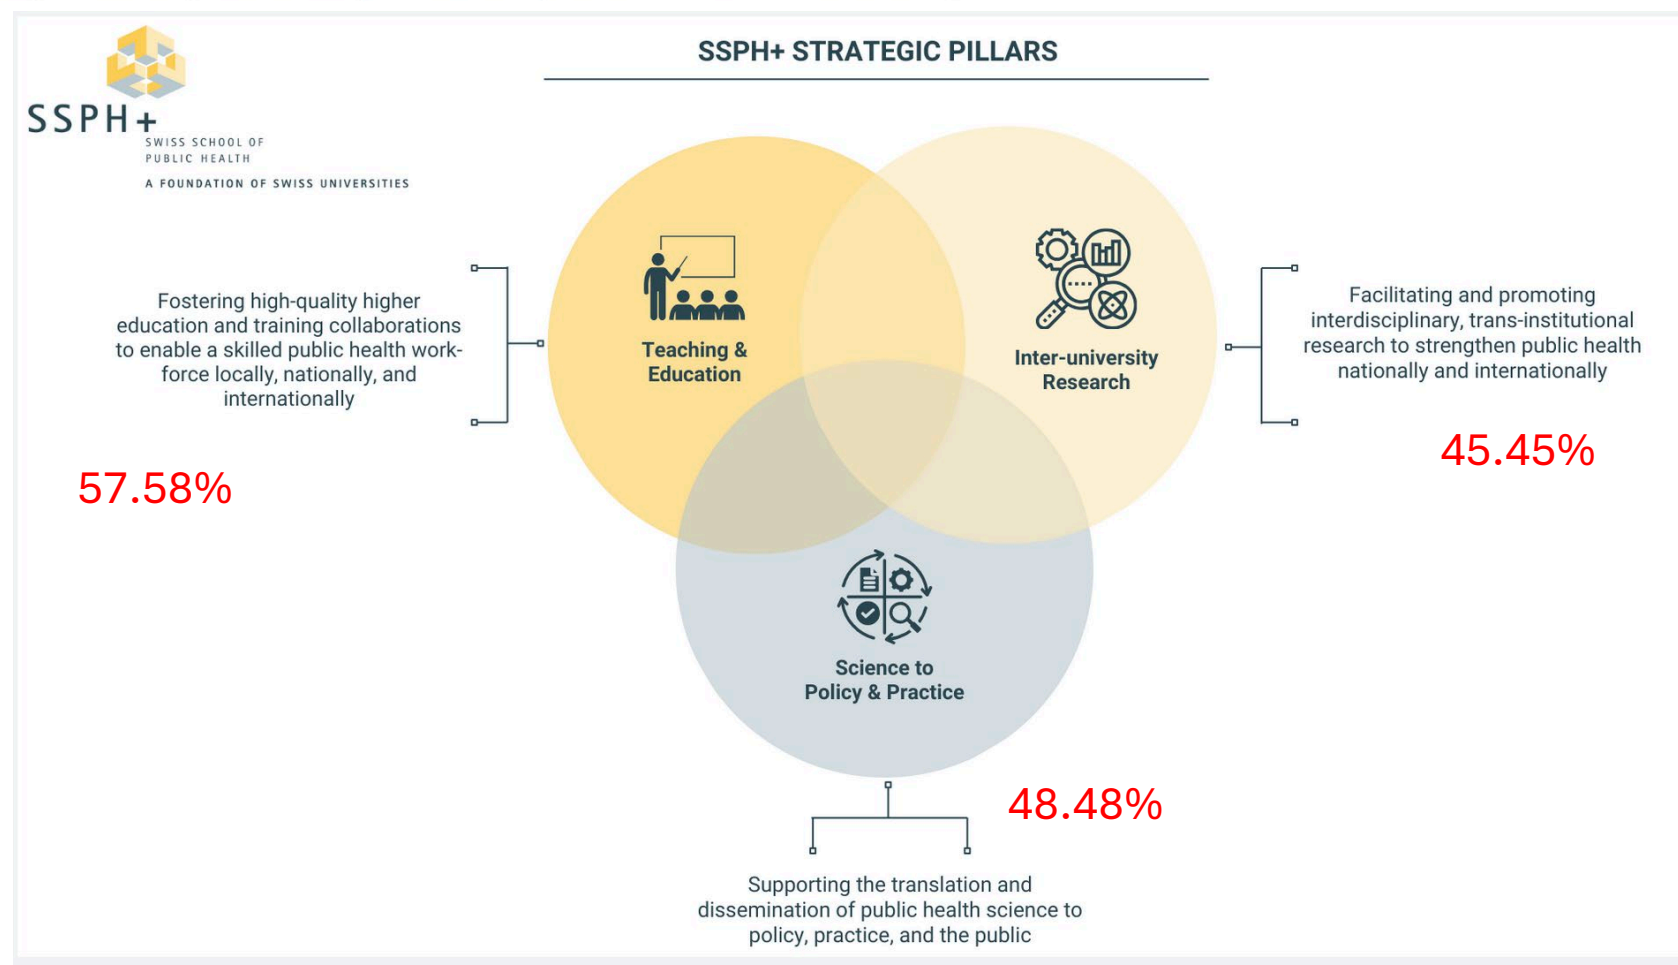 SSPH+ STRATEGIC PILLARS
SSPH+
SWISS SCHOOL OF
PUBLIC HEALTH
A FOUNDATION OF SWISS UNIVERSITIES
Fostering high-quality higher
education and training collaborations
to enable a skilled public health work-
force locally, nationally, and
internationally
57.58%
Teaching &
Education
Inter-university
Research
Facilitating and promoting
interdisciplinary, trans-institutional
research to strengthen public health
nationally and internationally
45.45%
Science to
Policy & Practice
48.48%
Supporting the translation and
dissemination of public health science to
policy, practice, and the public